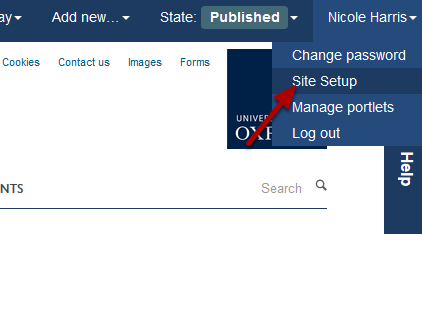 ay Add new... State: Published Nicole Harris
Change password
Cookies Contact us Images Forms
Site Setup
Manage portlets
UNIVER
OXF
Log out
Help
NTS Search